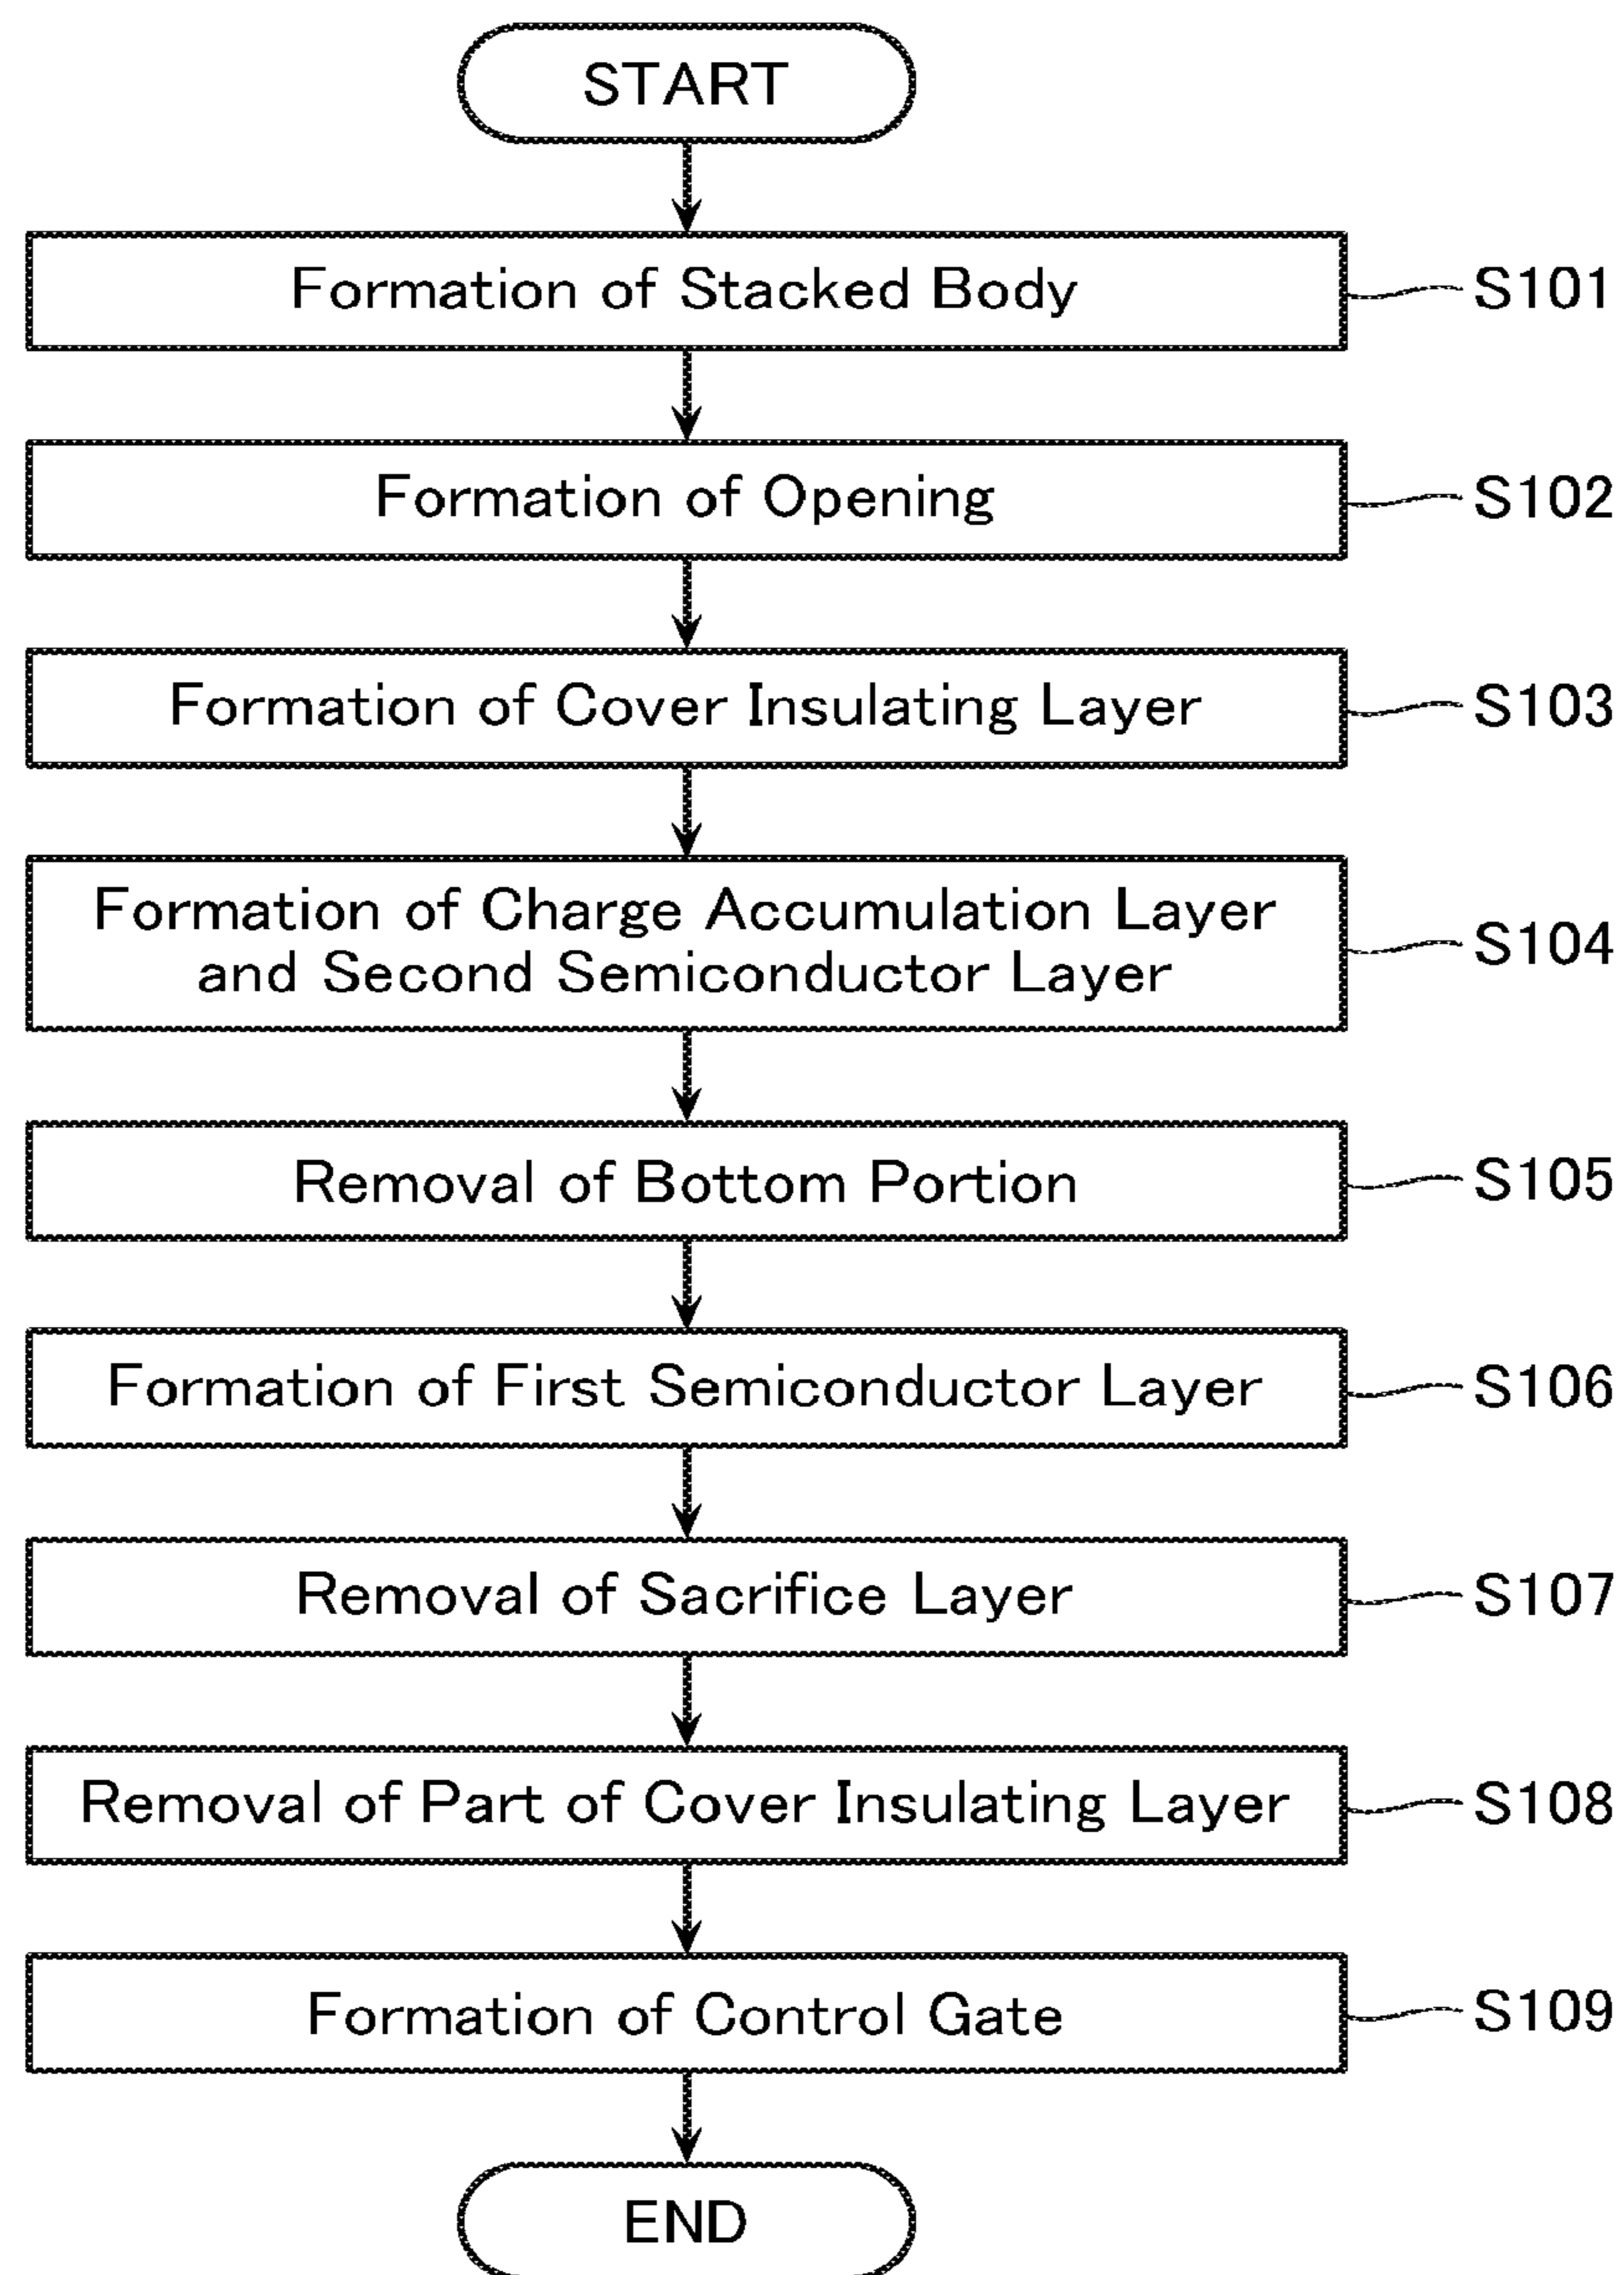 START
Formation of Stacked Body
S101
Formation of Opening
S102
Formation of Cover Insulating Layer
S103
Formation of Charge Accumulation Layer
and Second Semiconductor Layer
S104
Removal of Bottom Portion
S105
Formation of First Semiconductor Layer
S106
Removal of Sacrifice Layer
S107
Removal of Part of Cover Insulating Layer
S108
Formation of Control Gate
S109
END